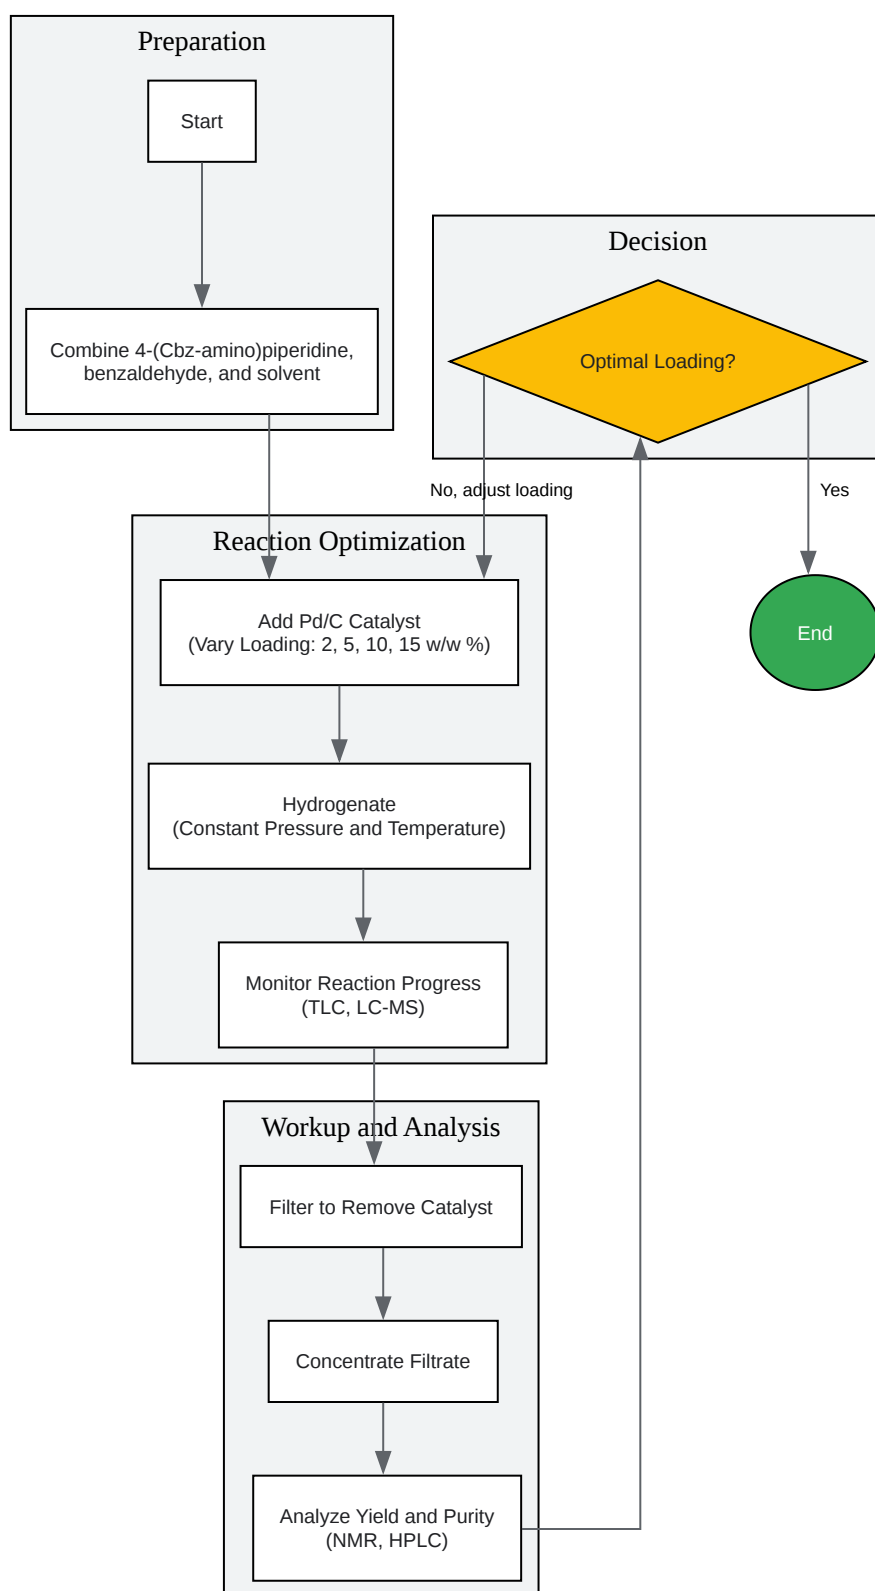 Preparation
Start
Combine 4-(Cbz-amino)piperidine,
benzaldehyde, and solvent
Decision
Optimal Loading?
No, adjust loading
Yes
End
Reaction Optimization
Add Pd/C Catalyst
(Vary Loading: 2, 5, 10, 15 w/w %)
Hydrogenate
(Constant Pressure and Temperature)
Monitor Reaction Progress
(TLC, LC-MS)
Workup and Analysis
Filter to Remove Catalyst
Concentrate Filtrate
Analyze Yield and Purity
(NMR, HPLC)